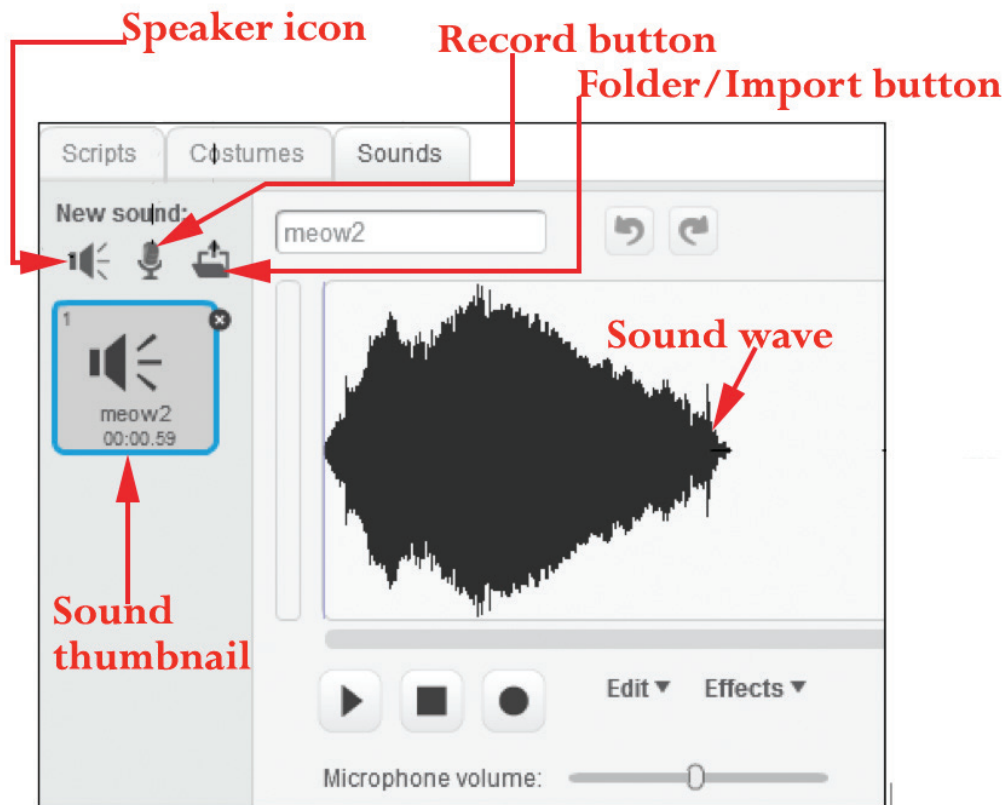 Speaker icon
Record button
Folder/Import button
Scripts
Costumes
Sounds
New sound:
meow2
1
meow2
00:00.59
Sound wave
Sound
thumbnail
Edit
Effects
Microphone volume: